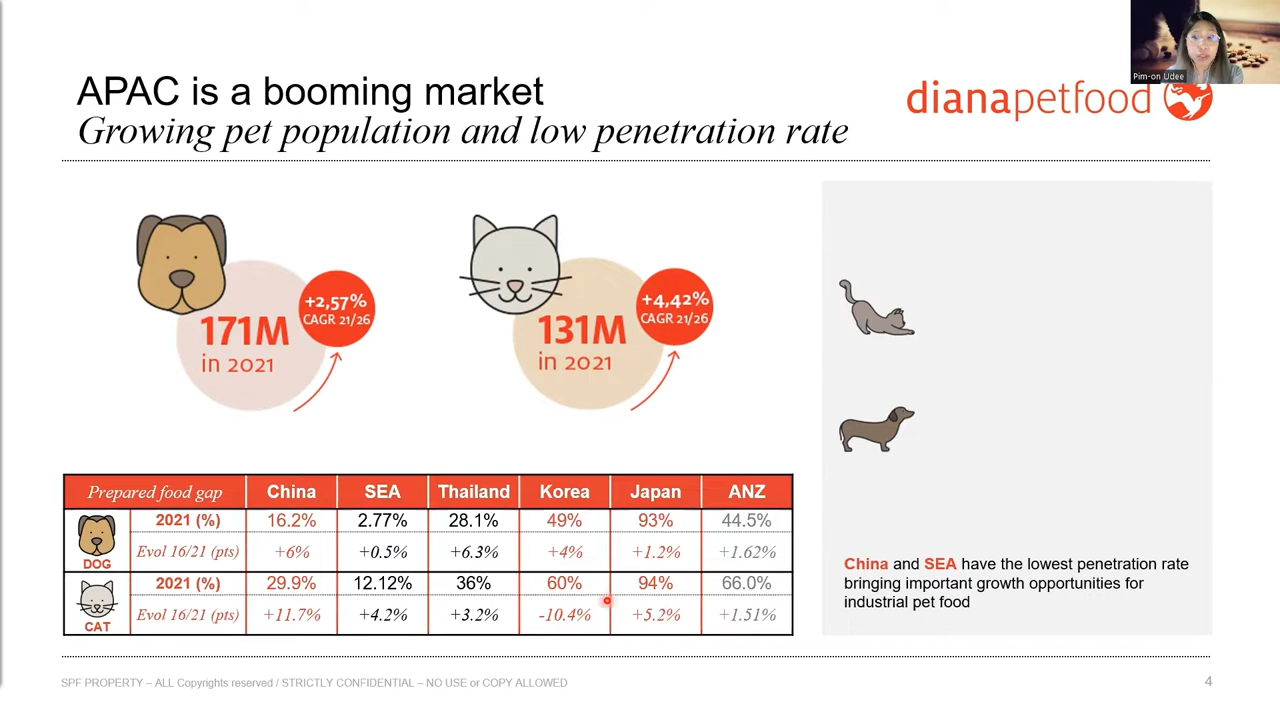 Pim-on Udee
APAC is a booming market
Growing pet population and low penetration rate
dianapetfood
+2,57%
CAGR 21/26
171M
in 2021
+4,42%
CAGR 21/26
131M
in 2021
Prepared food gap China SEA Thailand Korea Japan ANZ
2021 (%) 16.2% 2.77% 28.1% 49% 93% 44.5%
Evol 16/21 (pts) +6% +0.5% +6.3% +4% +1.2% +1.62%
DOG
2021 (%) 29.9% 12.12% 36% 60% 94% 66.0%
Evol 16/21 (pts) +11.7% +4.2% +3.2% -10.4% +5.2% +1.51%
CAT
China and SEA have the lowest penetration rate
bringing important growth opportunities for
industrial pet food
SPF PROPERTY – ALL Copyrights reserved / STRICTLY CONFIDENTIAL – NO USE or COPY ALLOWED
4